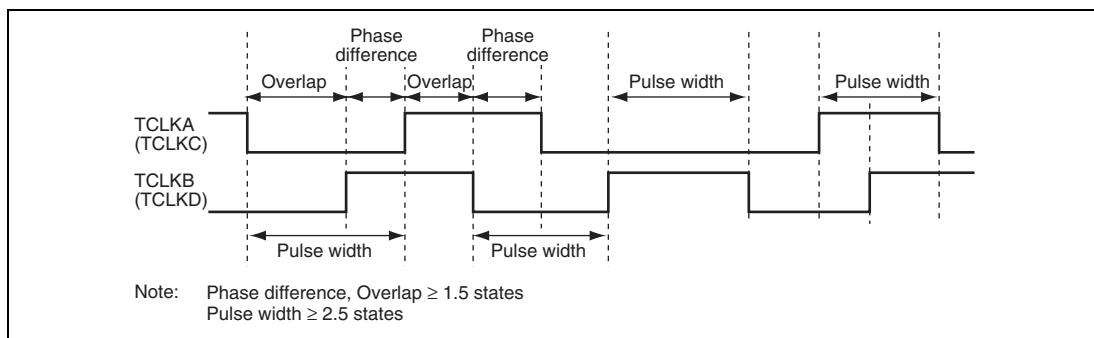 Phase
difference
Phase
difference
Overlap
Overlap
Pulse width
Pulse width
TCLKA
(TCLKC)
TCLKB
(TCLKD)
Pulse width
Pulse width
Note: Phase difference, Overlap ≥ 1.5 states
Pulse width ≥ 2.5 states